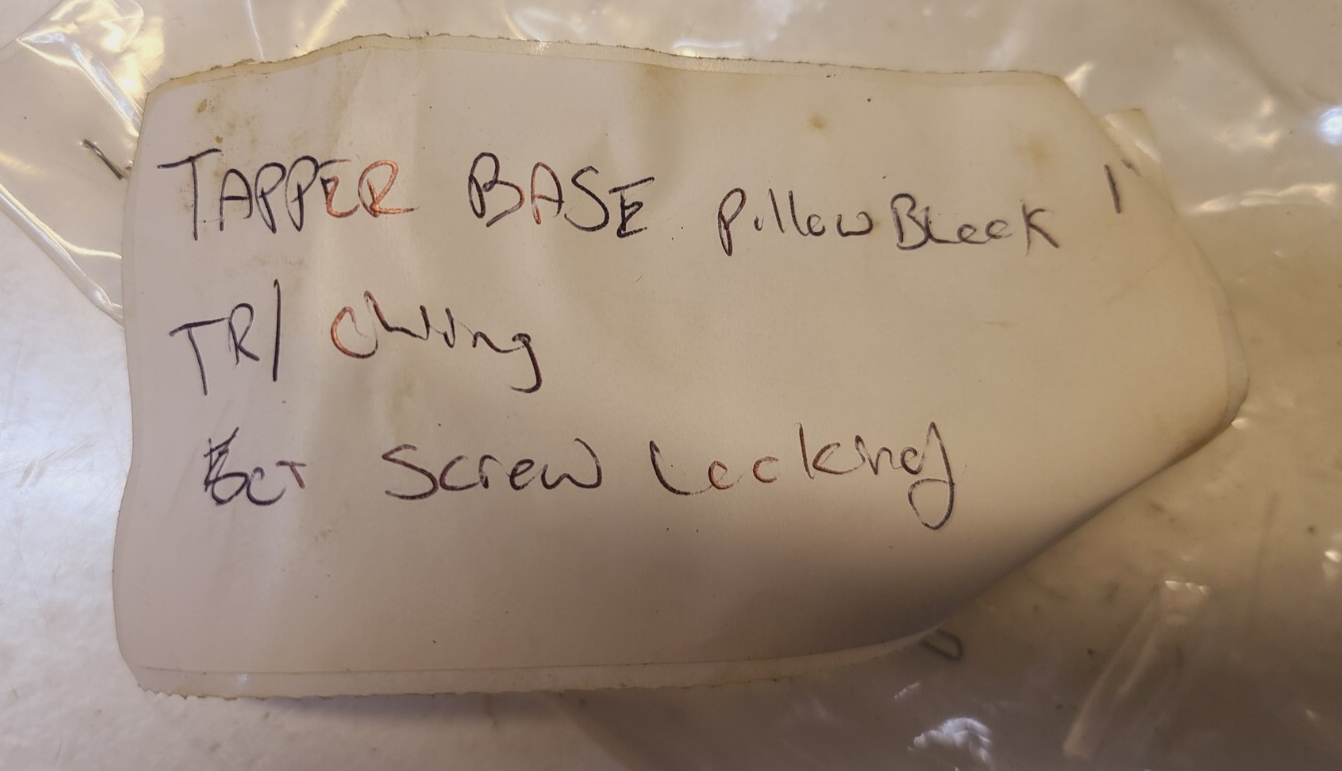 TAPPER BASE Pillow Block 1"
TR/
Set Screw Locking